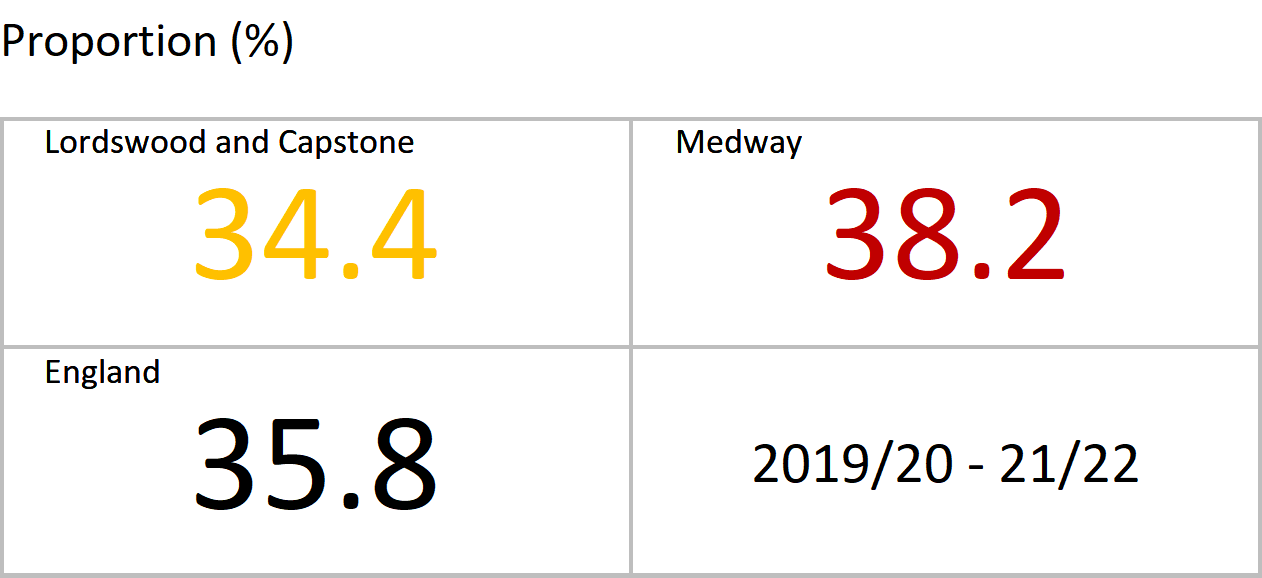 Proportion (%)
Lordswood and Capstone
34.4
Medway
38.2
England
35.8
2019/20 - 21/22